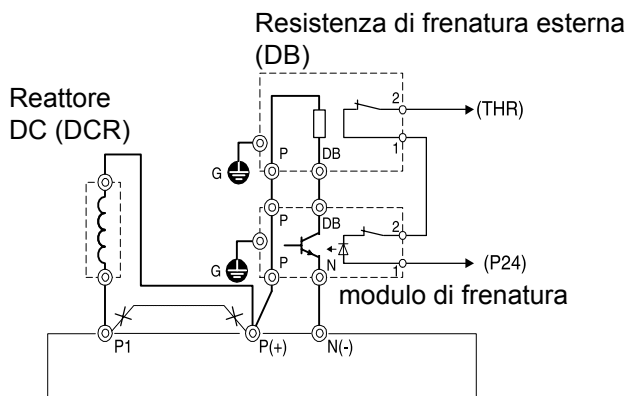 Resistenza di frenatura esterna
(DB)
Reattore
DC (DCR)
2
(THR)
1
P
DB
G
P
DB
2
G
P
N
1
(P24)
modulo di frenatura
P1
P(+)
N(-)